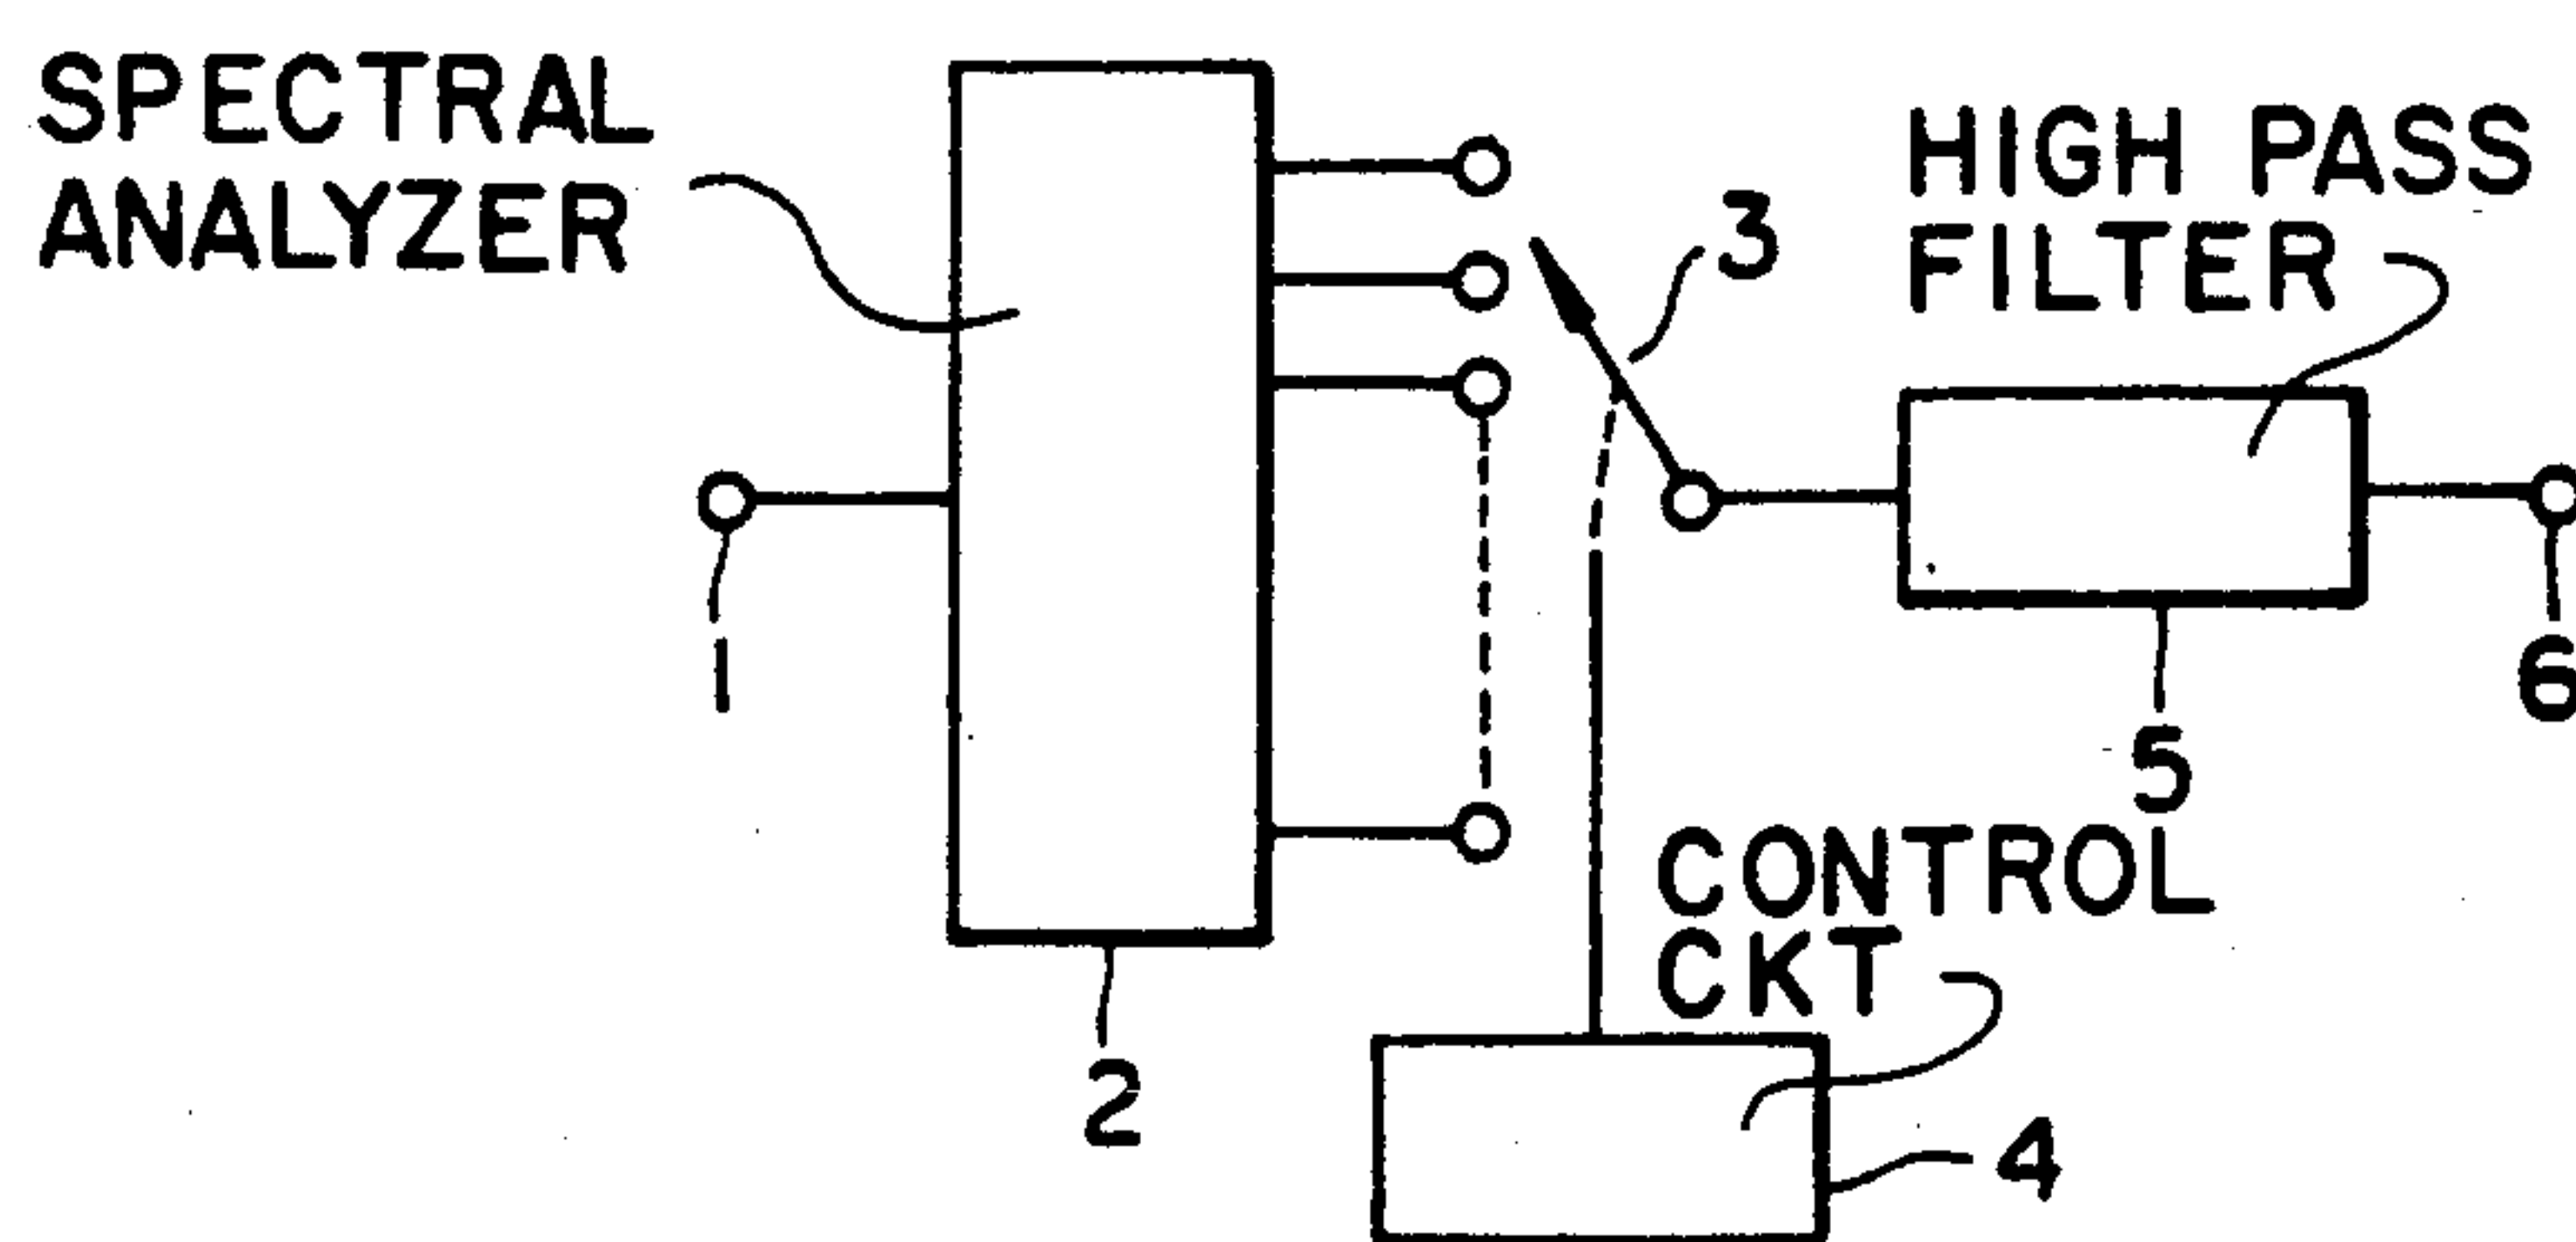 SPECTRAL
ANALYZER
HIGH PASS
FILTER
3
1
6
5
CONTROL
CKT
2
4